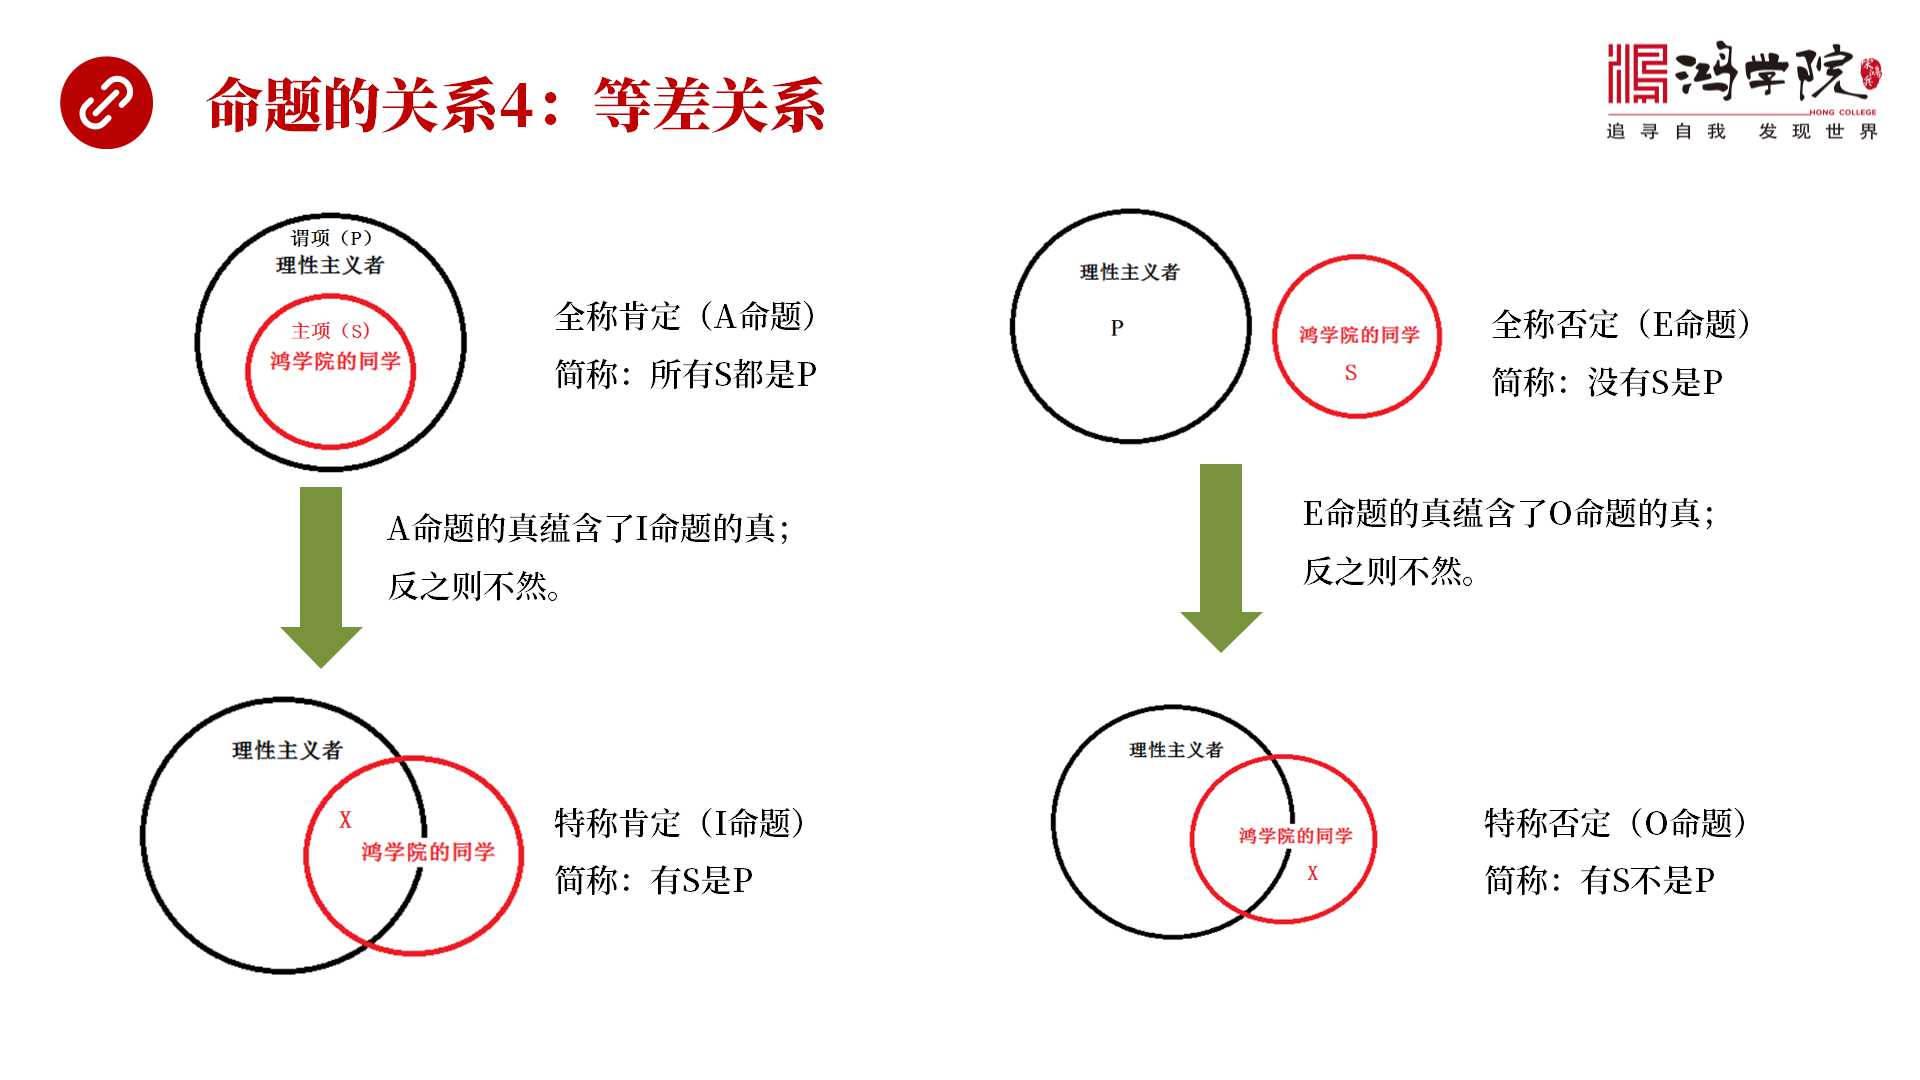 命题的关系4：等差关系
鸿学院
HONG COLLEGE
追寻自我 发现世界
谓项（P）
理性主义者
主项（S）
鸿学院的同学
全称肯定（A命题）
简称：所有S都是P
理性主义者
P
鸿学院的同学
S
全称否定（E命题）
简称：没有S是P
A命题的真蕴含了I命题的真；
反之则不然。
E命题的真蕴含了O命题的真；
反之则不然。
理性主义者
X
鸿学院的同学
特称肯定（I命题）
简称：有S是P
理性主义者
鸿学院的同学
X
特称否定（O命题）
简称：有S不是P